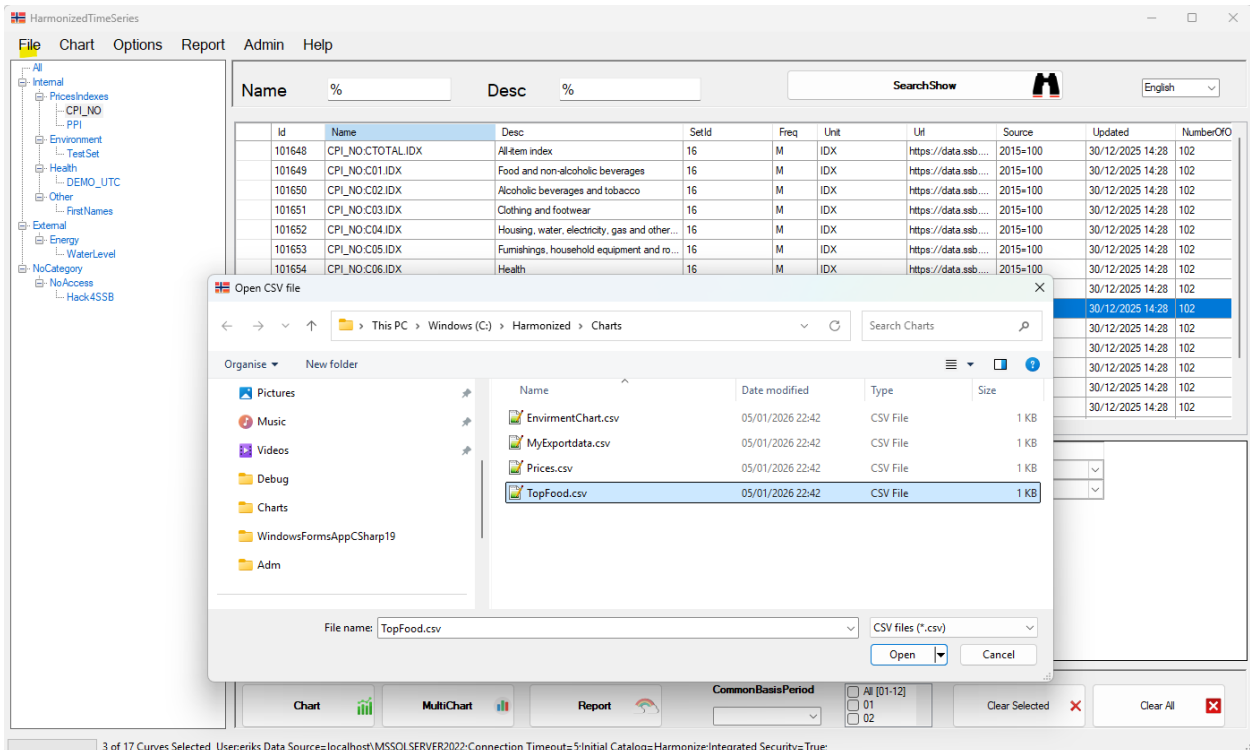 HarmonizedTimeSeries
File Chart Options Report Admin Help
All
Internal
PricesIndexes
CPI_NO
PPI
Environment
TestSet
Health
DEMO_UTC
Other
FirstNames
External
Energy
WaterLevel
NoCategory
NoAccess
Hack4SSB
Name % Desc % SearchShow English
Id Name Desc SetId Freq Unit Url Source Updated NumberOfO
101648 CPI_NO:CTOTAL.IDX All-item index 16 M IDX https://data.ssb.... 2015=100 30/12/2025 14:28 102
101649 CPI_NO:C01.IDX Food and non-alcoholic beverages 16 M IDX https://data.ssb.... 2015=100 30/12/2025 14:28 102
101650 CPI_NO:C02.IDX Alcoholic beverages and tobacco 16 M IDX https://data.ssb.... 2015=100 30/12/2025 14:28 102
101651 CPI_NO:C03.IDX Clothing and footwear 16 M IDX https://data.ssb.... 2015=100 30/12/2025 14:28 102
101652 CPI_NO:C04.IDX Housing, water, electricity, gas and other... 16 M IDX https://data.ssb.... 2015=100 30/12/2025 14:28 102
101653 CPI_NO:C05.IDX Furnishings, household equipment and ro... 16 M IDX https://data.ssb.... 2015=100 30/12/2025 14:28 102
101654 CPI_NO:C06.IDX Health 16 M IDX https://data.ssb.... 2015=100 30/12/2025 14:28 102
30/12/2025 14:28 102
30/12/2025 14:28 102
30/12/2025 14:28 102
30/12/2025 14:28 102
30/12/2025 14:28 102
30/12/2025 14:28 102
30/12/2025 14:28 102
Open CSV file
This PC > Windows (C:) > Harmonized > Charts Search Charts
Organise New folder
Pictures
Music
Videos
Debug
Charts
WindowsFormsAppCSharp19
Adm
Name Date modified Type Size
EnvirmentChart.csv 05/01/2026 22:42 CSV File 1 KB
MyExportdata.csv 05/01/2026 22:42 CSV File 1 KB
Prices.csv 05/01/2026 22:42 CSV File 1 KB
TopFood.csv 05/01/2026 22:42 CSV File 1 KB
File name: TopFood.csv CSV files (*.csv)
Open Cancel
Chart MultiChart Report CommonBasisPeriod
All [01-12]
01
02
Clear Selected Clear All
3 of 17 Curves Selected User:eriks Data Source=localhost\MSSQLSERVER2022;Connection Timeout=5;Initial Catalog=Harmonize;Integrated Security=True;